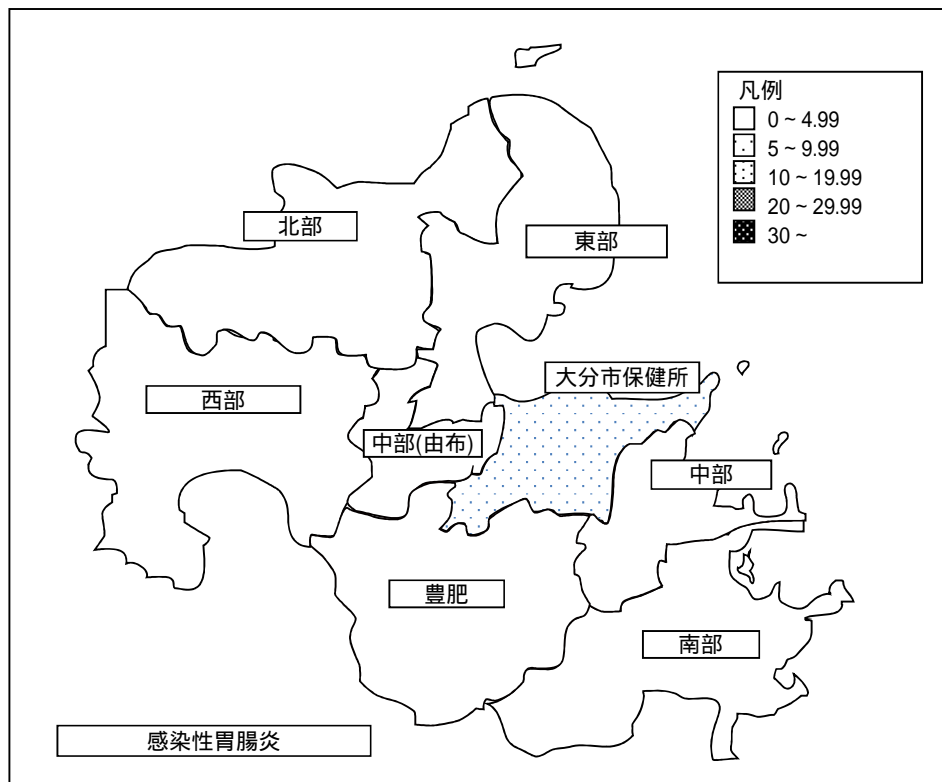 凡例
0 ~ 4.99
5 ~ 9.99
10 ~ 19.99
20 ~ 29.99
30 ~
北部
東部
大分市保健所
西部
中部(由布)
中部
豊肥
南部
感染性胃腸炎